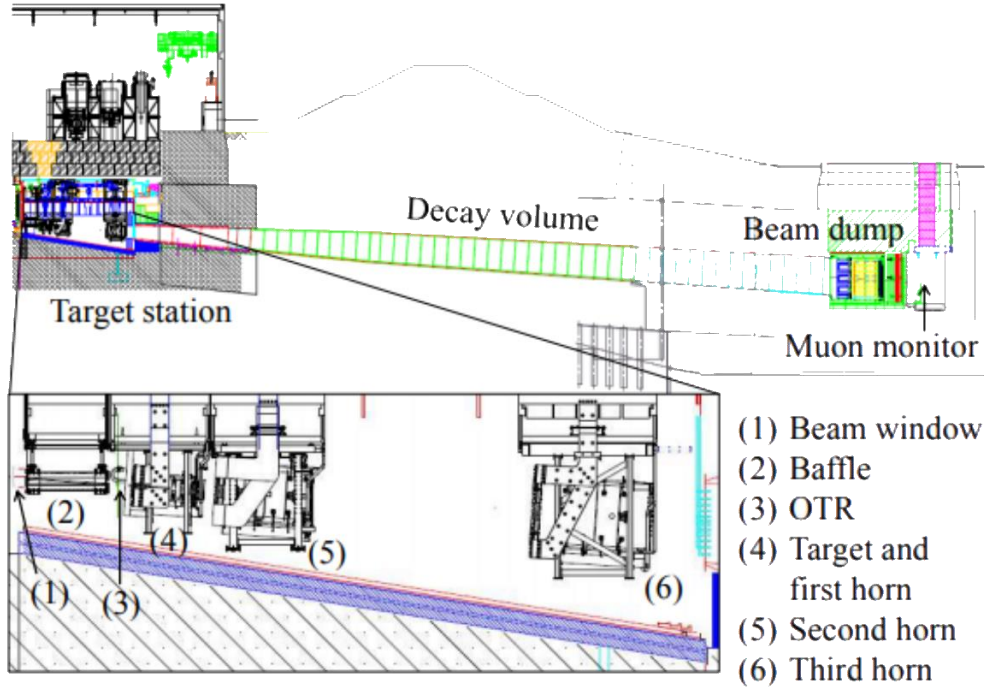 Decay volume
Beam dump
Target station
Muon monitor
(1) Beam window
(2) Baffle
(3) OTR
(4) Target and
first horn
(5) Second horn
(6) Third horn
(2)
(4)
(5)
(1)
(3)
(6)